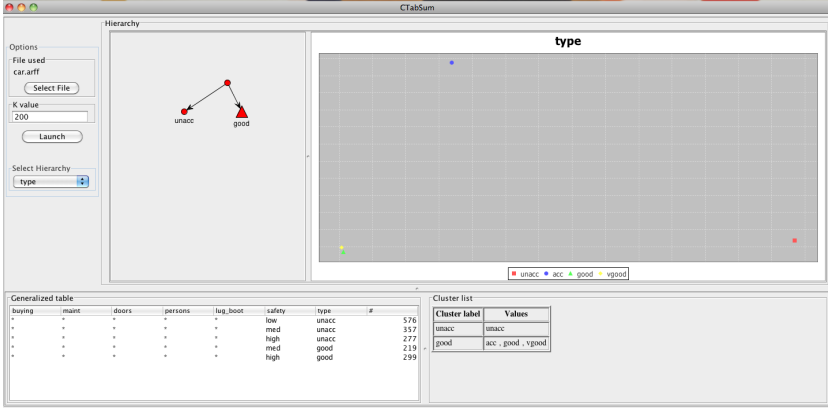 CTabSum
Hierarchy
Options
File used
car.arff
Select File
K value
200
Launch
Select Hierarchy
type
unacc
good
type
unacc acc good vgood
Generalized table
buying maint doors persons lug_boot safety type #
* * * * * low unacc 576
* * * * * med unacc 357
* * * * * high unacc 277
* * * * * med good 219
* * * * * high good 299
Cluster list
Cluster label Values
unacc unacc
good acc , good , vgood